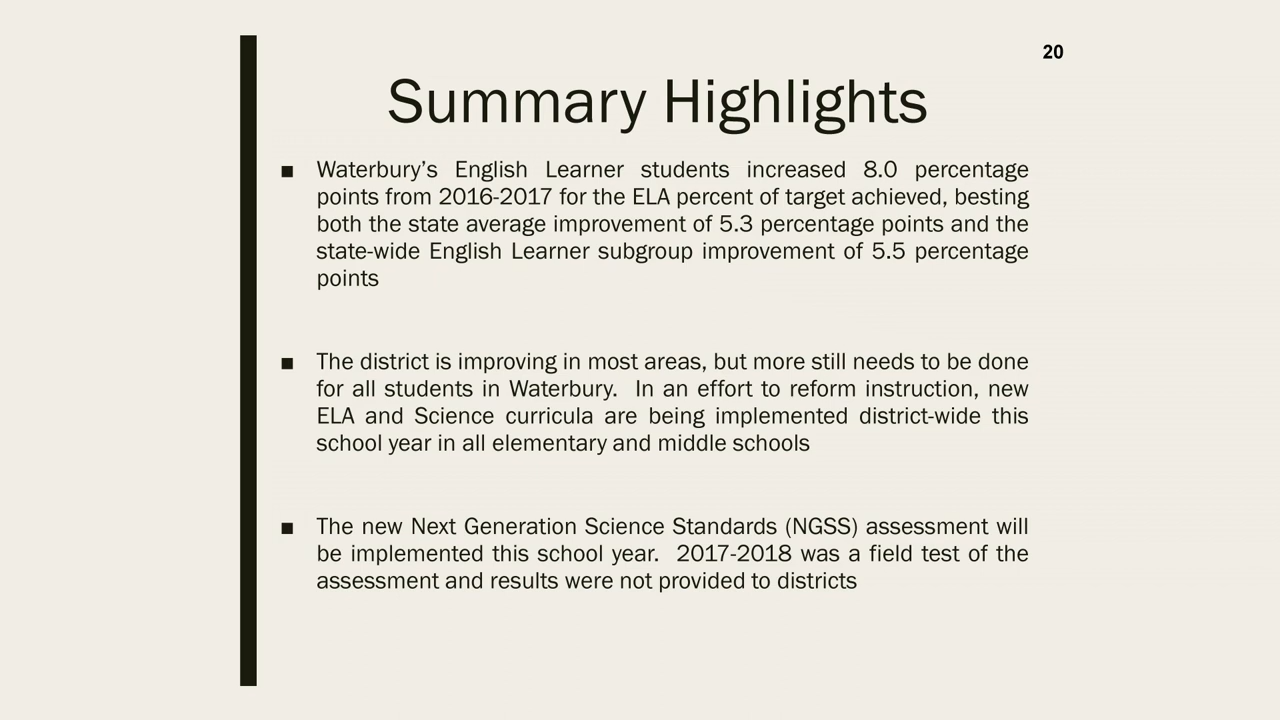 20
Summary Highlights
■ Waterbury’s English Learner students increased 8.0 percentage
points from 2016-2017 for the ELA percent of target achieved, besting
both the state average improvement of 5.3 percentage points and the
state-wide English Learner subgroup improvement of 5.5 percentage
points
■ The district is improving in most areas, but more still needs to be done
for all students in Waterbury.  In an effort to reform instruction, new
ELA and Science curricula are being implemented district-wide this
school year in all elementary and middle schools
■ The new Next Generation Science Standards (NGSS) assessment will
be implemented this school year.  2017-2018 was a field test of the
assessment and results were not provided to districts